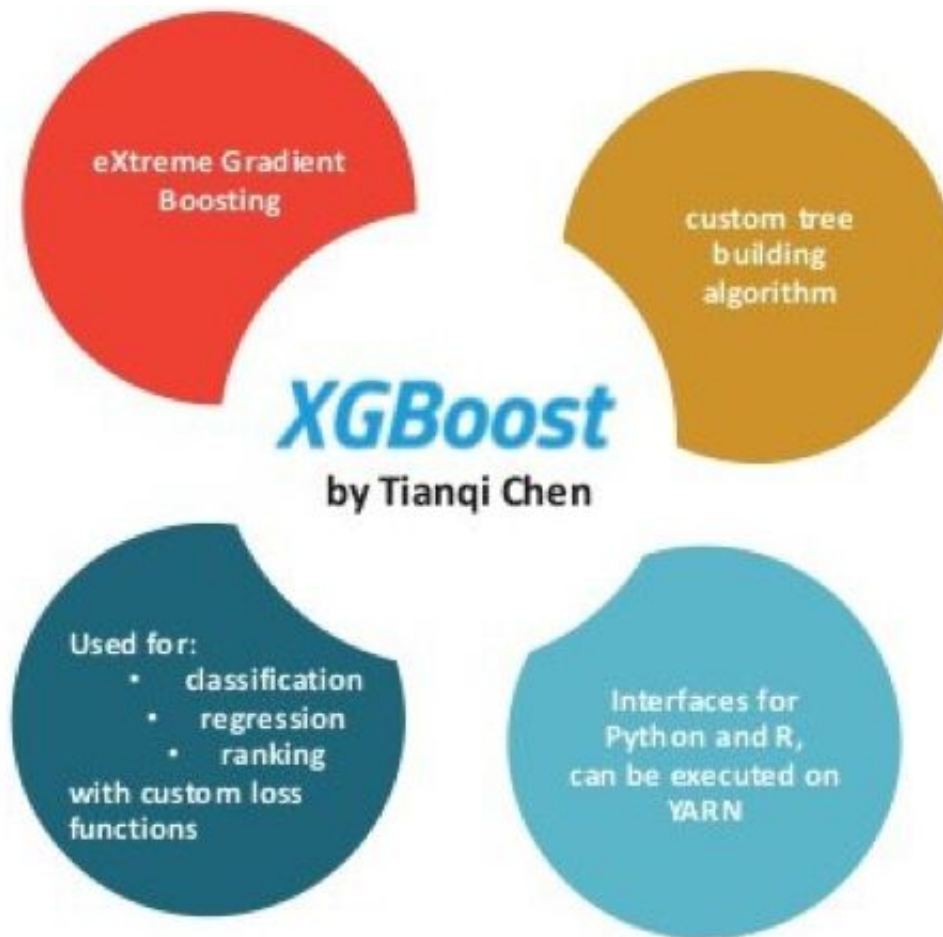 eXtreme Gradient
Boosting
custom tree
building
algorithm
XGBoost
by Tianqi Chen
Used for:
• classification
• regression
• ranking
with custom loss
functions
Interfaces for
Python and R,
can be executed on
YARN